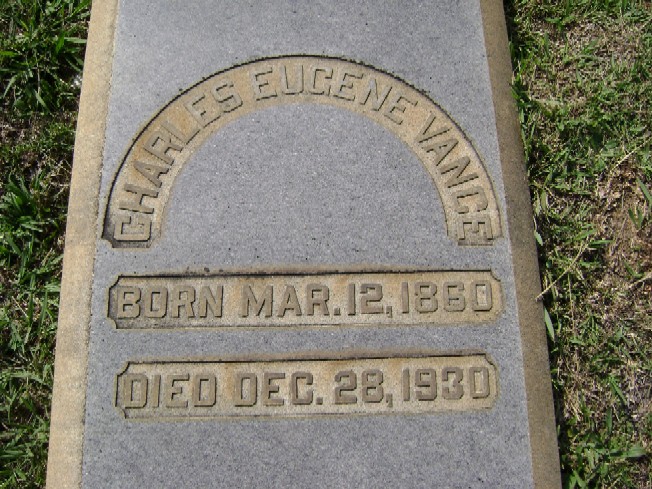 CHARLES EUGENE VANCE
BORN MAR. 12, 1860
DIED DEC. 28, 1930